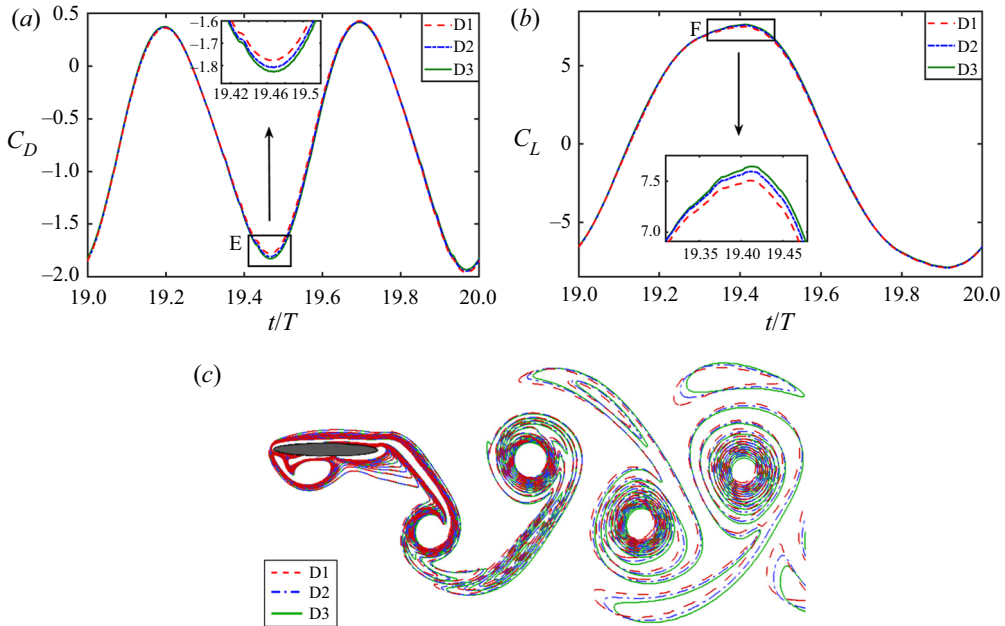 (a)
0.5
0
−0.5
−1.0
−1.5
−2.0
C_D
−1.6
−1.7
−1.8
19.42 19.46 19.5
D1
D2
D3
E
19.0 19.2 19.4 19.6 19.8 20.0
t/T
(b)
5
0
−5
C_L
F
D1
D2
D3
7.5
7.0
19.35 19.40 19.45
19.0 19.2 19.4 19.6 19.8 20.0
t/T
(c)
D1
D2
D3